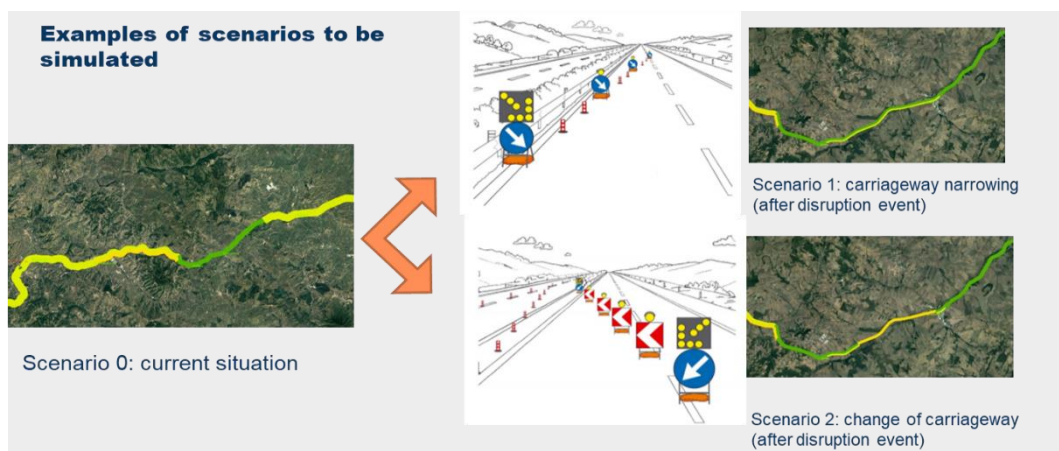 Examples of scenarios to be
simulated
Scenario 0: current situation
Scenario 1: carriageway narrowing
(after disruption event)
Scenario 2: change of carriageway
(after disruption event)